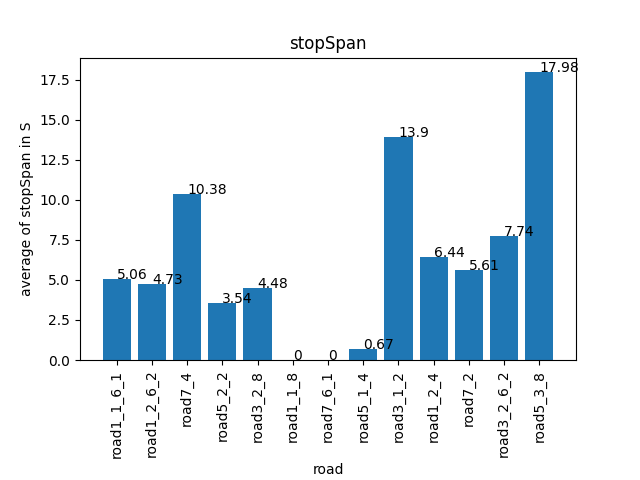 stopSpan
average of stopSpan in S
17.5
15.0
12.5
10.0
7.5
5.0
2.5
0.0
5.06
4.73
10.38
3.54
4.48
0
0
0.67
13.9
6.44
5.61
7.74
17.98
road1_1_6_1
road1_2_6_2
road7_4
road5_2_2
road3_2_8
road1_1_8
road7_6_1
road5_1_4
road3_1_2
road1_2_4
road7_2
road3_2_6_2
road5_3_8
road